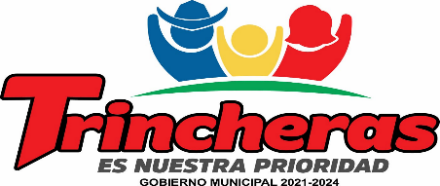 Trincheras
ES NUESTRA PRIORIDAD
GOBIERNO MUNICIPAL 2021-2024